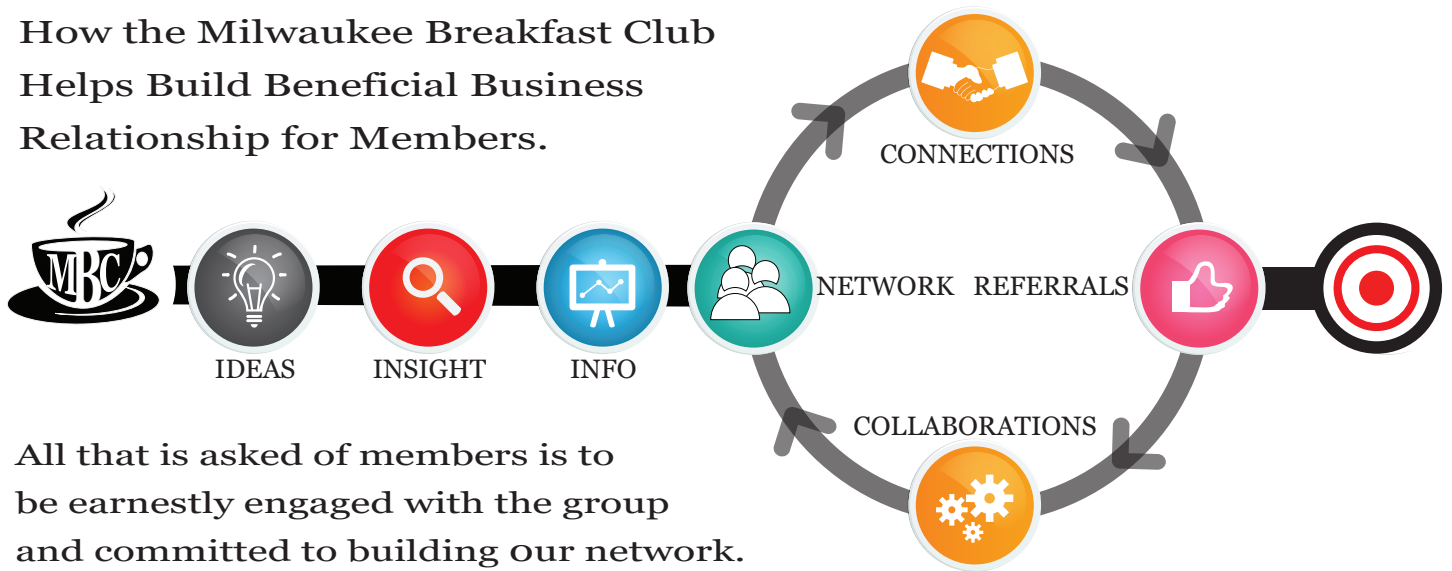 How the Milwaukee Breakfast Club
Helps Build Beneficial Business
Relationship for Members.
CONNECTIONS
MBC
NETWORK REFERRALS
IDEAS INSIGHT INFO
COLLABORATIONS
All that is asked of members is to
be earnestly engaged with the group
and committed to building our network.